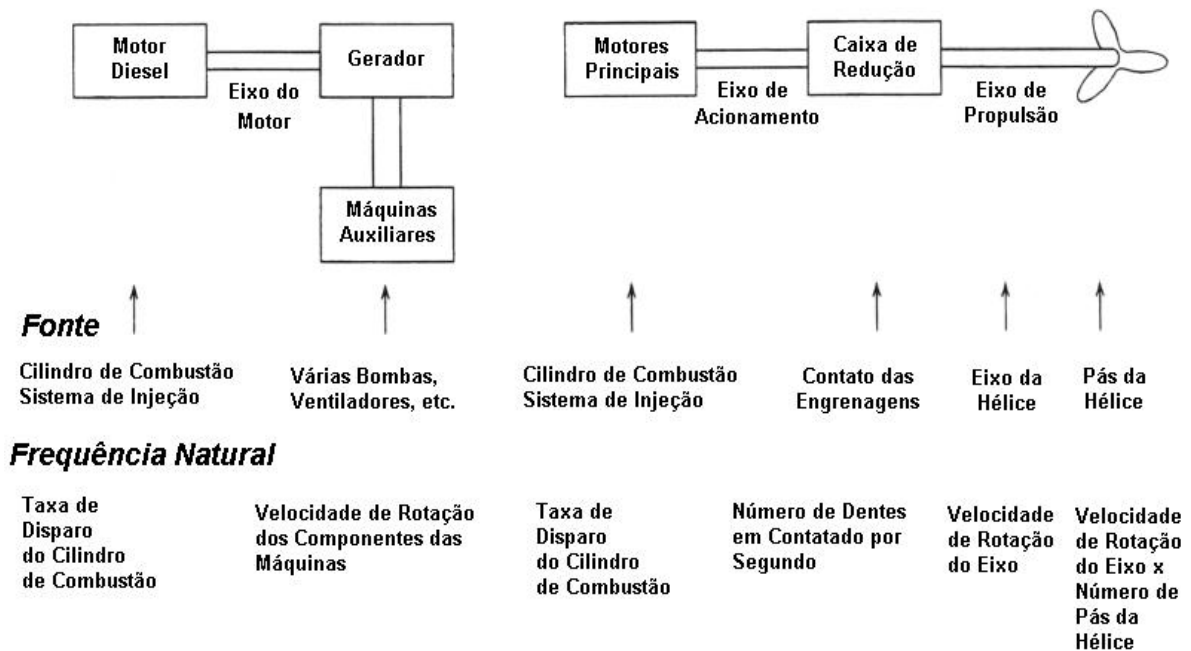 Motor
Diesel
Eixo do
Motor
Gerador
Máquinas
Auxiliares
Motores
Principais
Eixo de
Acionamento
Caixa de
Redução
Eixo de
Propulsão
Fonte
Cilindro de Combustão
Sistema de Injeção
Várias Bombas,
Ventiladores, etc.
Cilindro de Combustão
Sistema de Injeção
Contato das
Engrenagens
Eixo da
Hélice
Pás da
Hélice
Frequência Natural
Taxa de
Disparo
do Cilindro
de Combustão
Velocidade de Rotação
dos Componentes das
Máquinas
Taxa de
Disparo
do Cilindro
de Combustão
Número de Dentes
em Contatado por
Segundo
Velocidade
de Rotação
do Eixo
Velocidade
de Rotação
do Eixo x
Número de
Pás da
Hélice